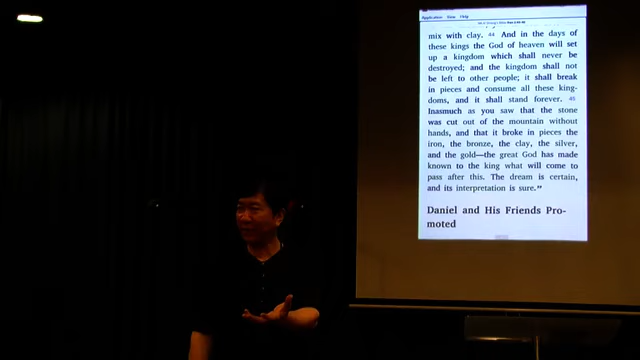 Application Size Help
mix with clay. 44 And in the days of
these kings the God of heaven will set
up a kingdom which shall never be
destroyed; and the kingdom shall not
be left to other people; it shall break
in pieces and consume all these king-
doms, and it shall stand forever. 45
Inasmuch as you saw that the stone
was cut out of the mountain without
hands, and that it broke in pieces the
iron, the bronze, the clay, the silver,
and the gold—the great God has made
known to the king what will come to
pass after this. The dream is certain,
and its interpretation is sure."
Daniel and His Friends Pro-
moted